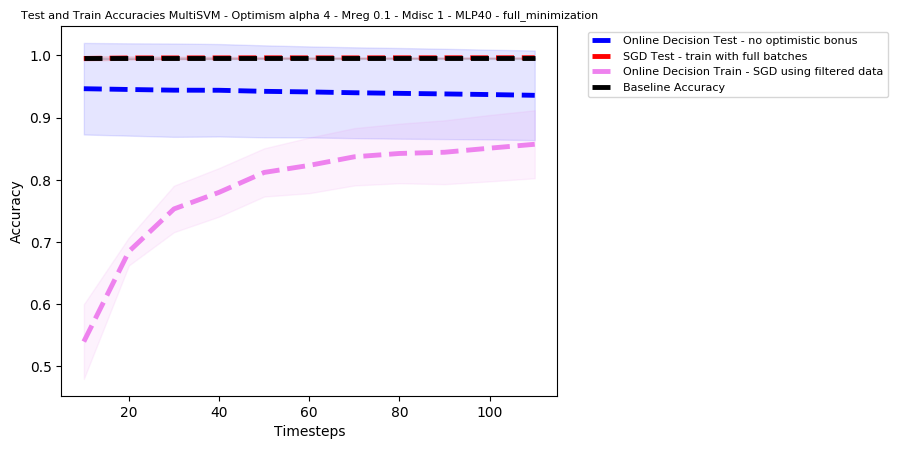 Test and Train Accuracies MultiSVM - Optimism alpha 4 - Mreg 0.1 - Mdisc 1 - MLP40 - full_minimization
Online Decision Test - no optimistic bonus
SGD Test - train with full batches
Online Decision Train - SGD using filtered data
Baseline Accuracy
1.0
0.9
0.8
0.7
0.6
0.5
Accuracy
20
40
60
80
100
Timesteps